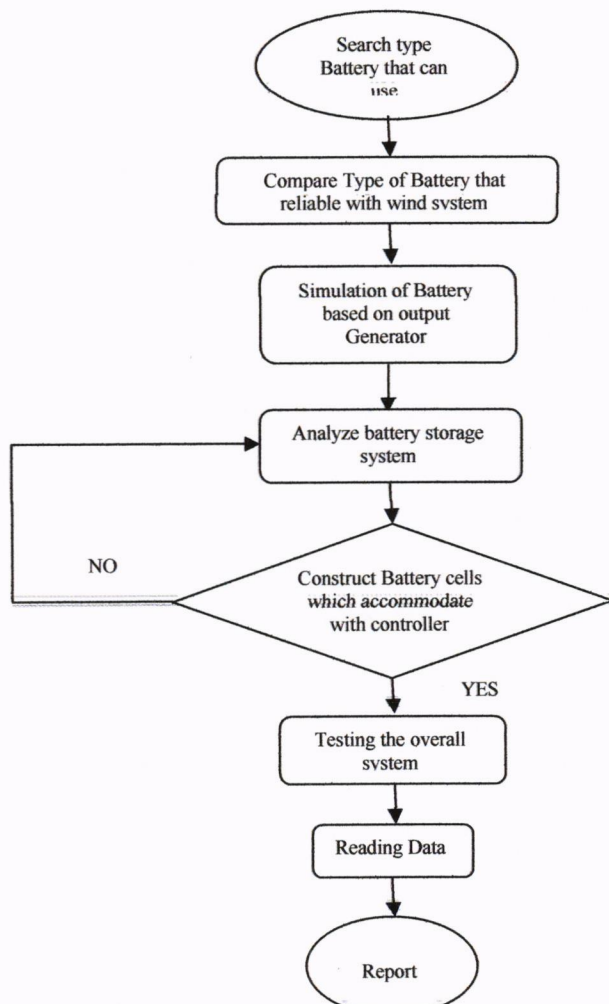 Search type
Battery that can
use
Compare Type of Battery that
reliable with wind system
Simulation of Battery
based on output
Generator
Analyze battery storage
system
NO
Construct Battery cells
which accommodate
with controller
YES
Testing the overall
system
Reading Data
Report